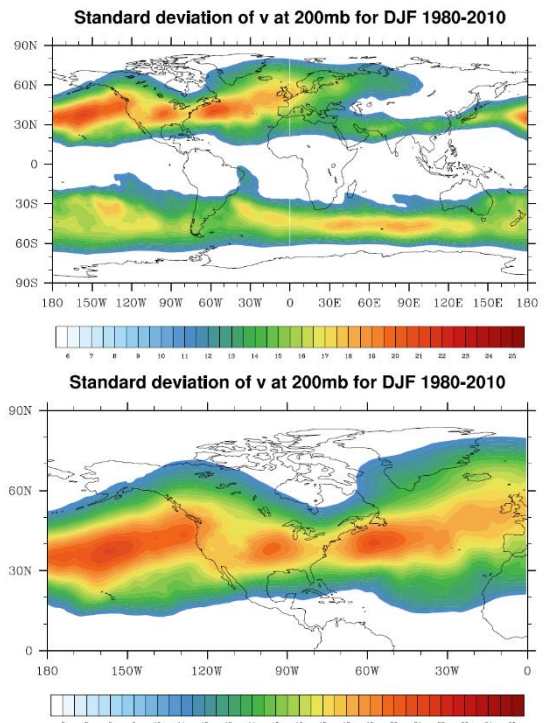 Standard deviation of v at 200mb for DJF 1980-2010
90N
60N
30N
0
30S
60S
90S
180 150W 120W 90W 60W 30W 0 30E 60E 90E 120E 150E 180
6 7 8 9 10 11 12 13 14 15 16 17 18 19 20 21 22 23 24 25
Standard deviation of v at 200mb for DJF 1980-2010
90N
60N
30N
0
180 150W 120W 90W 60W 30W 0